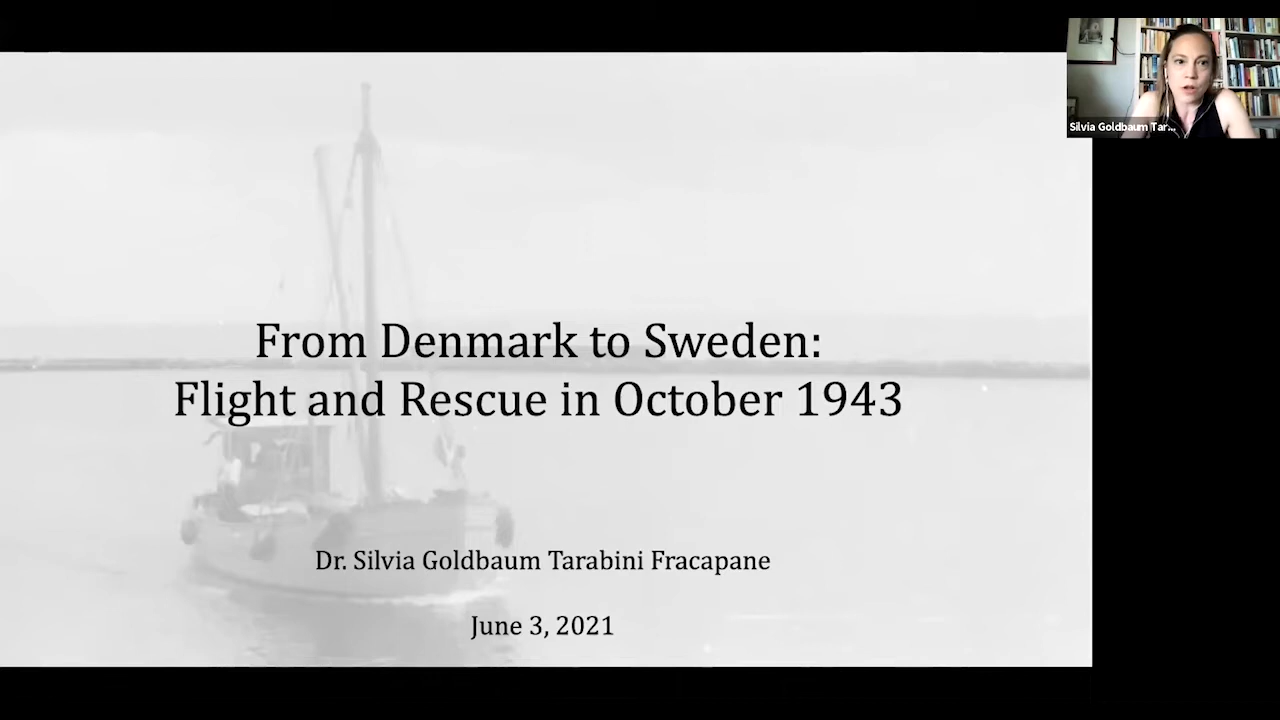 Silvia Goldbaum Tar...
From Denmark to Sweden:
Flight and Rescue in October 1943
Dr. Silvia Goldbaum Tarabini Fracapane
June 3, 2021